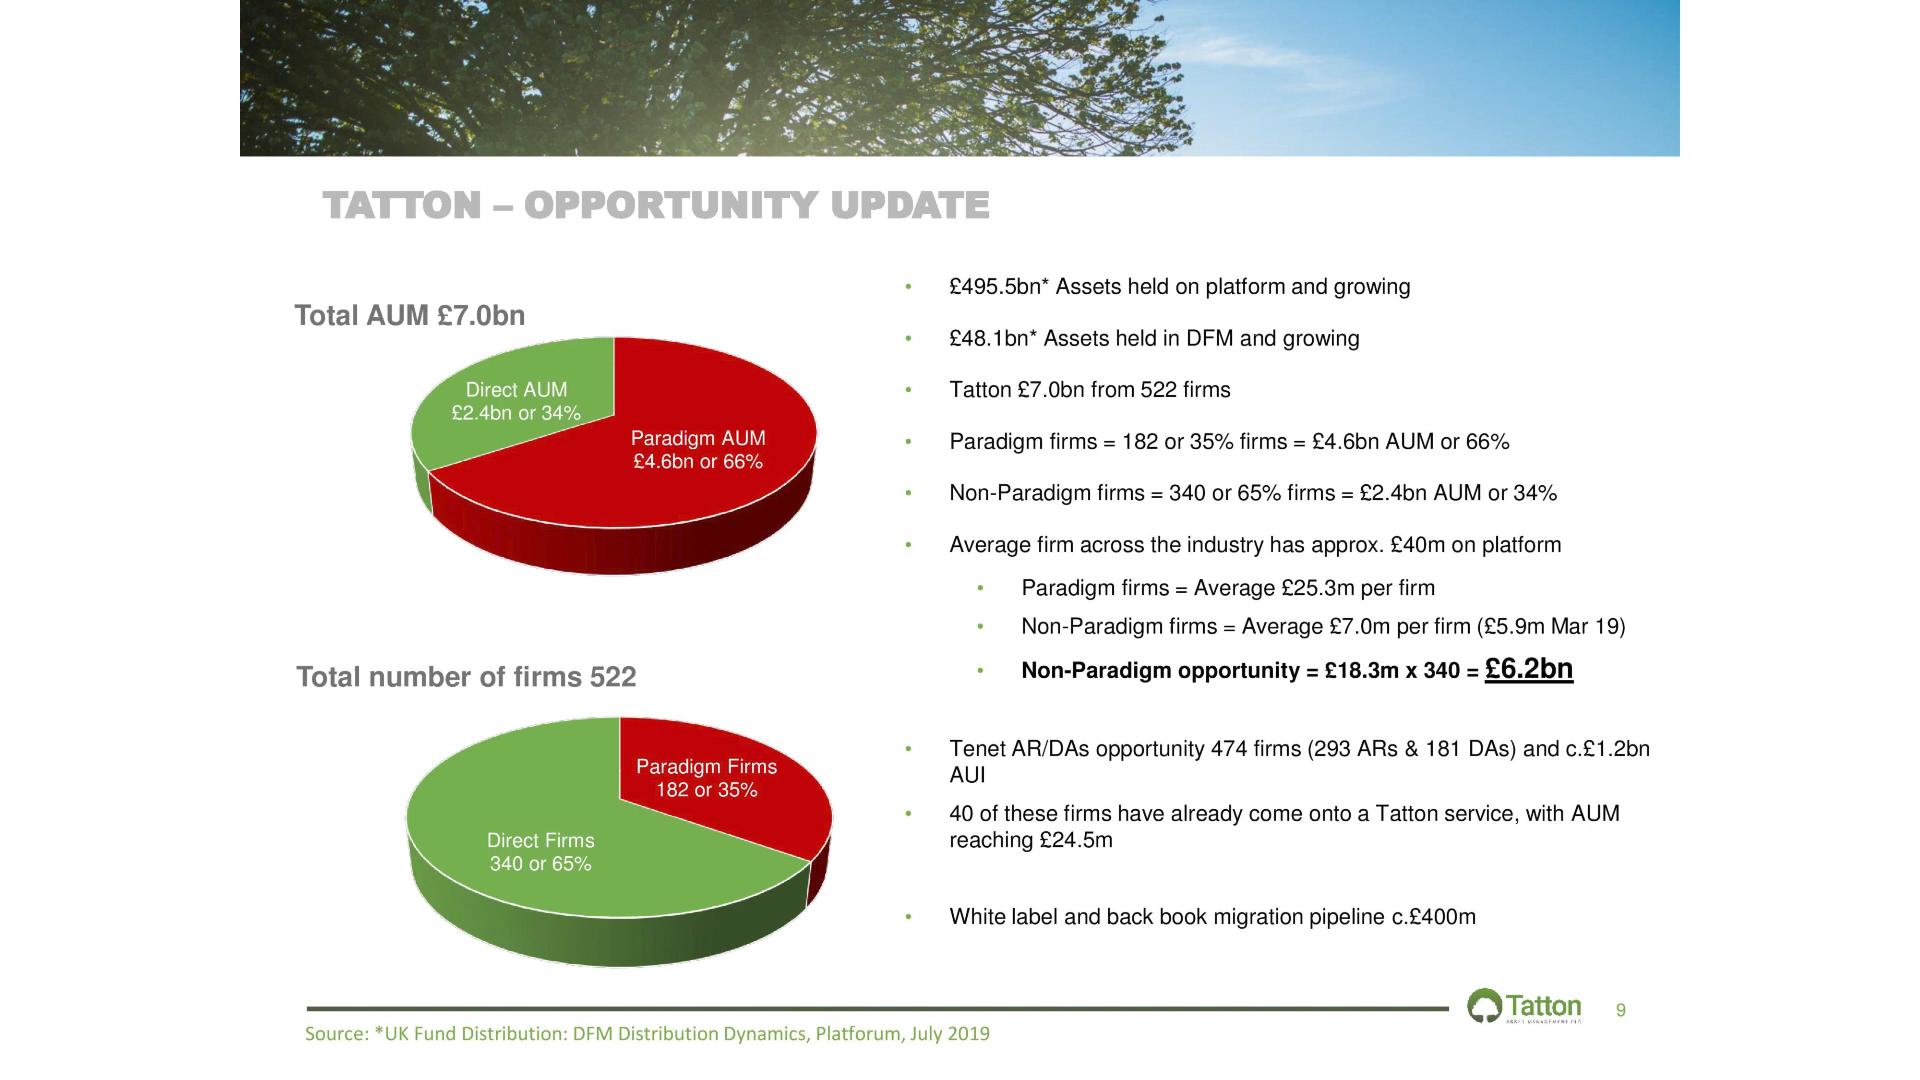 TATTON – OPPORTUNITY UPDATE
Total AUM £7.0bn
Direct AUM
£2.4bn or 34%
Paradigm AUM
£4.6bn or 66%
Total number of firms 522
Paradigm Firms
182 or 35%
Direct Firms
340 or 65%
• £495.5bn* Assets held on platform and growing
• £48.1bn* Assets held in DFM and growing
• Tatton £7.0bn from 522 firms
• Paradigm firms = 182 or 35% firms = £4.6bn AUM or 66%
• Non-Paradigm firms = 340 or 65% firms = £2.4bn AUM or 34%
• Average firm across the industry has approx. £40m on platform
• Paradigm firms = Average £25.3m per firm
• Non-Paradigm firms = Average £7.0m per firm (£5.9m Mar 19)
• Non-Paradigm opportunity = £18.3m x 340 = £6.2bn
• Tenet AR/DAs opportunity 474 firms (293 ARs & 181 DAs) and c.£1.2bn
AUI
• 40 of these firms have already come onto a Tatton service, with AUM
reaching £24.5m
• White label and back book migration pipeline c.£400m
Tatton
ASSET MANAGEMENT PLC
9
Source: *UK Fund Distribution: DFM Distribution Dynamics, Platforum, July 2019